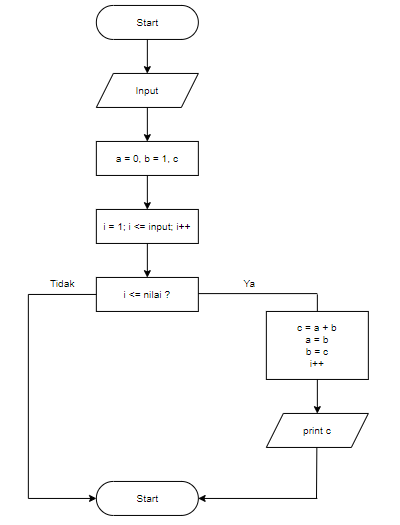 Start
Input
a = 0, b = 1, c
i = 1; i <= input; i++
Tidak
Ya
i <= nilai ?
c = a + b
a = b
b = c
i++
print c
Start